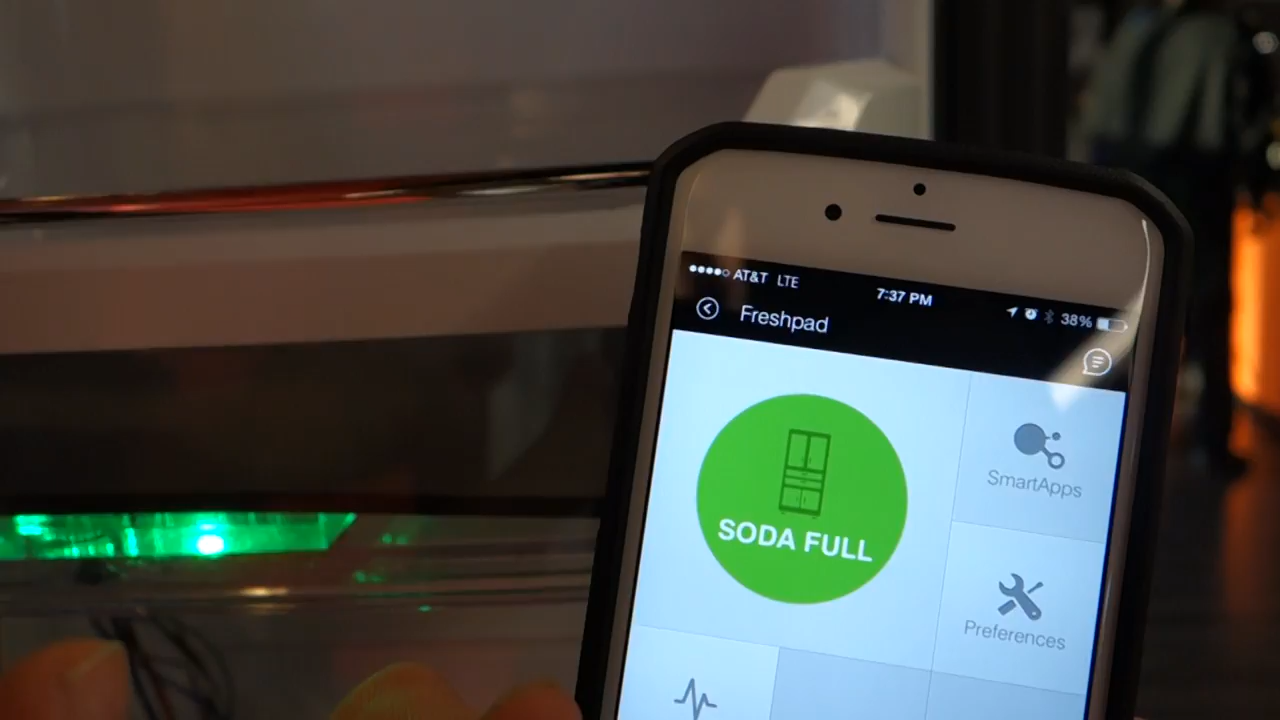 AT&T LTE
7:37 PM
38%
Freshpad
SODA FULL
SmartApps
Preferences